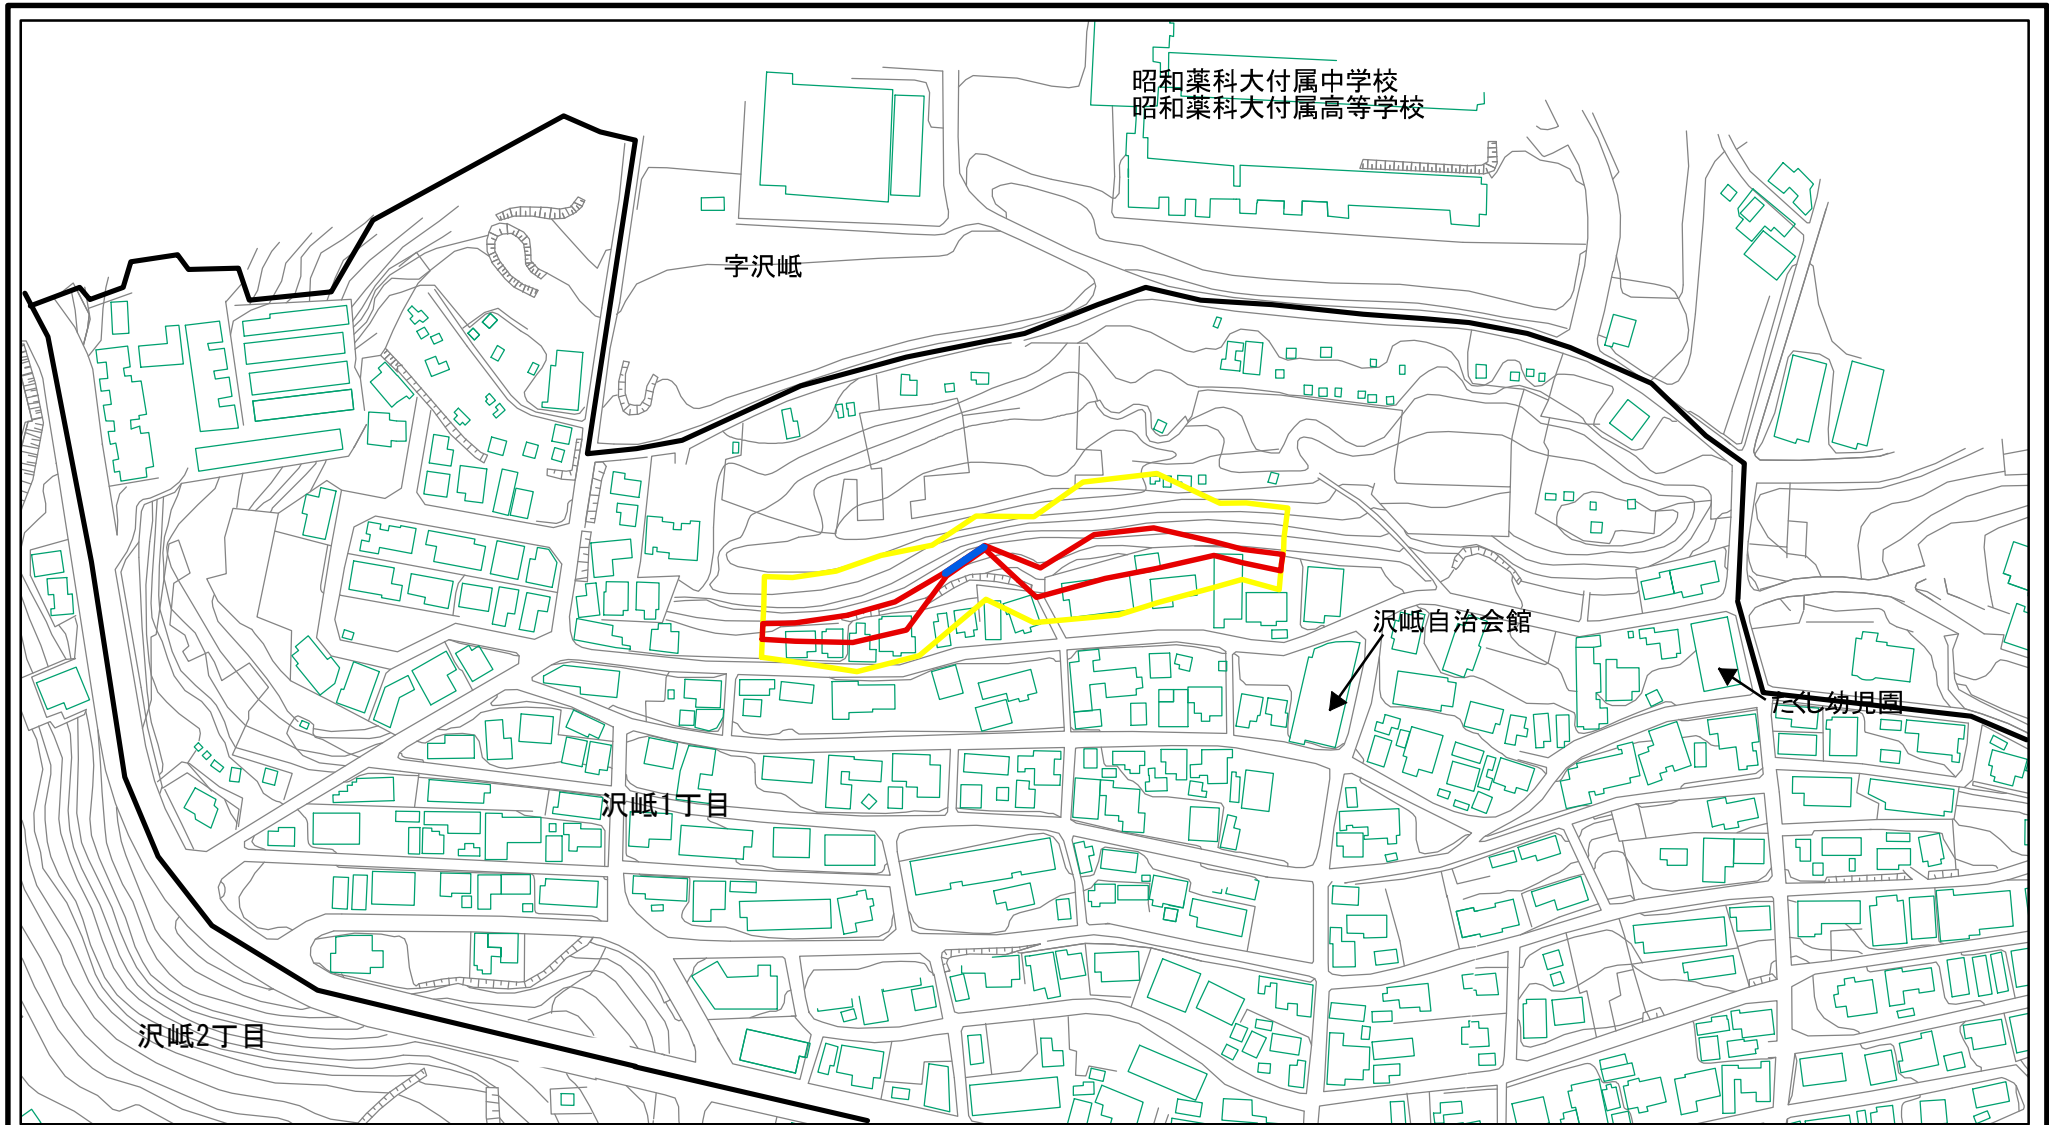 昭和薬科大付属中学校
昭和薬科大付属高等学校
字沢岻
沢岻自治会館
たくし幼児園
沢岻1丁目
沢岻2丁目